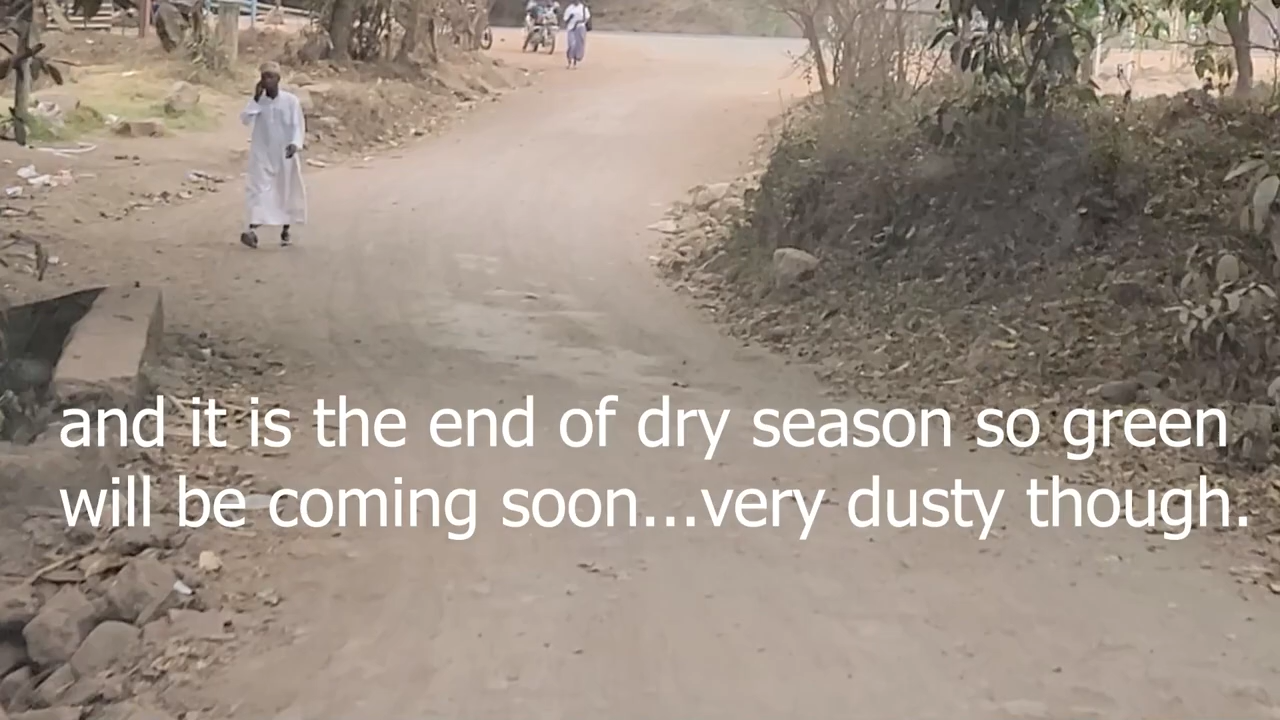 and it is the end of dry season so green
will be coming soon...very dusty though.